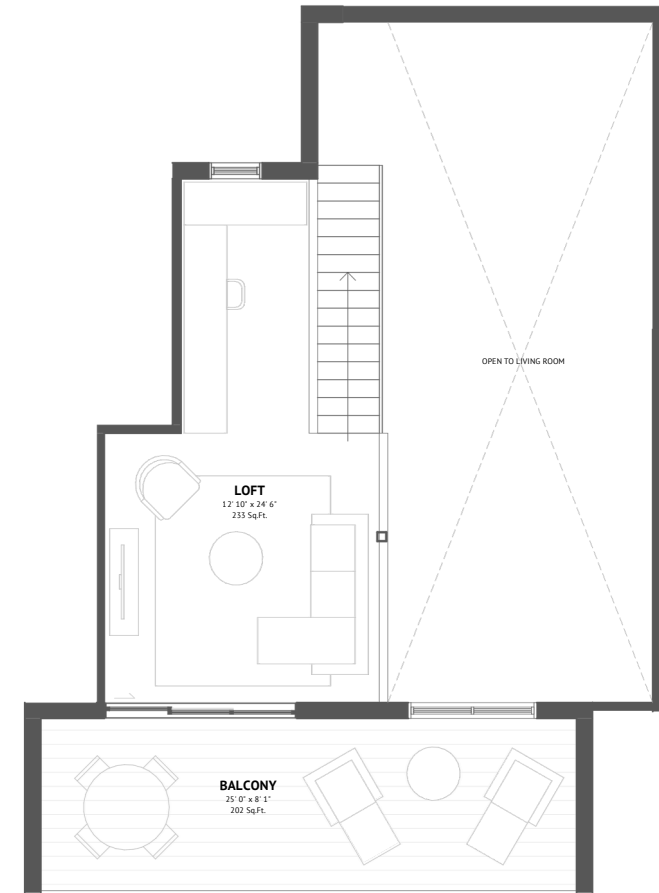 OPEN TO LIVING ROOM
LOFT
12' 10" x 24' 6"
233 Sq.Ft.
BALCONY
25' 0" x 8' 1"
202 Sq.Ft.